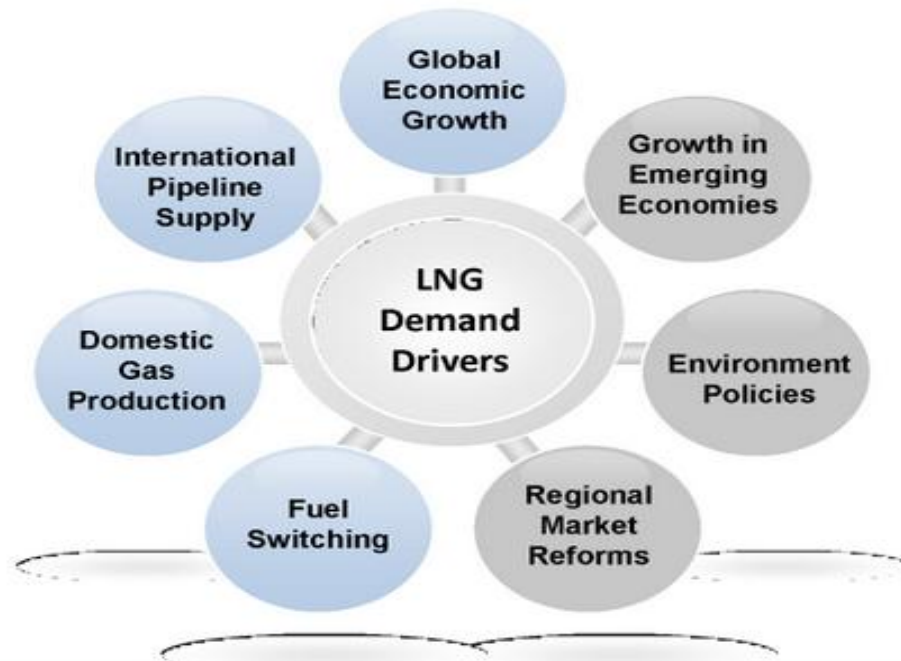 Global
Economic
Growth
Growth in
Emerging
Economies
Environment
Policies
Regional
Market
Reforms
Fuel
Switching
Domestic
Gas
Production
International
Pipeline
Supply
LNG
Demand
Drivers